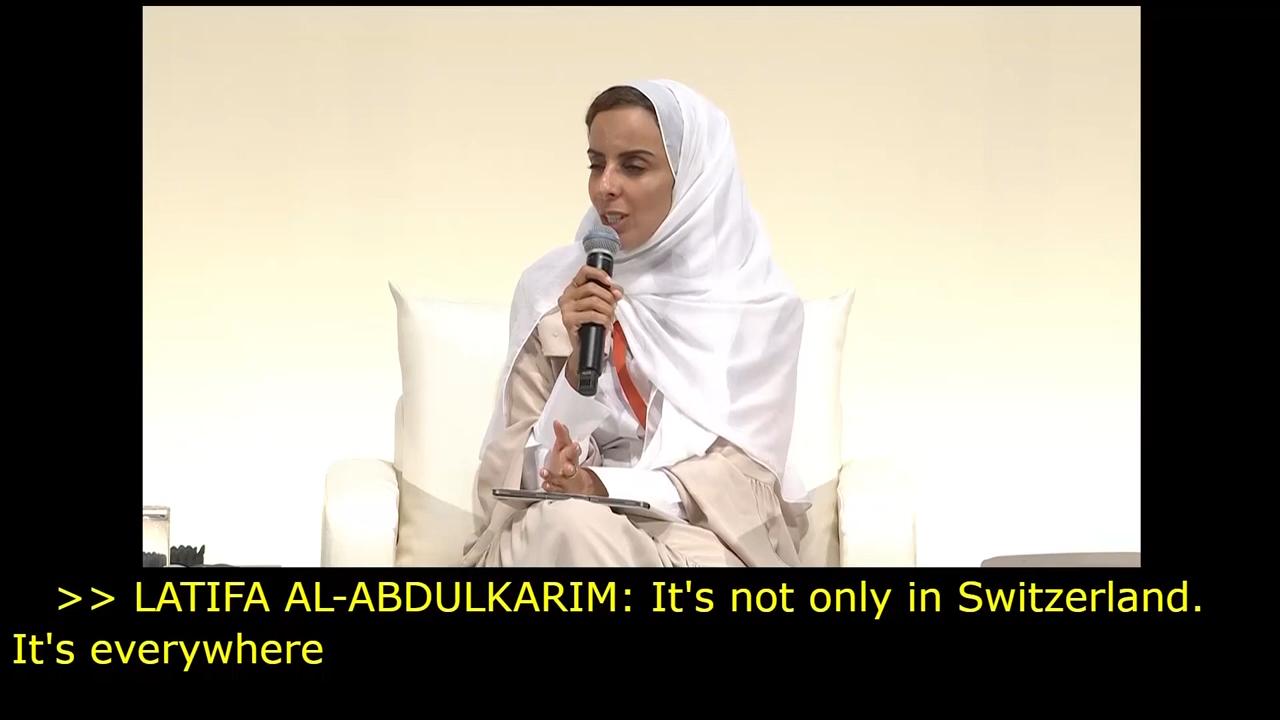 >> LATIFA AL-ABDULKARIM: It's not only in Switzerland.
It's everywhere